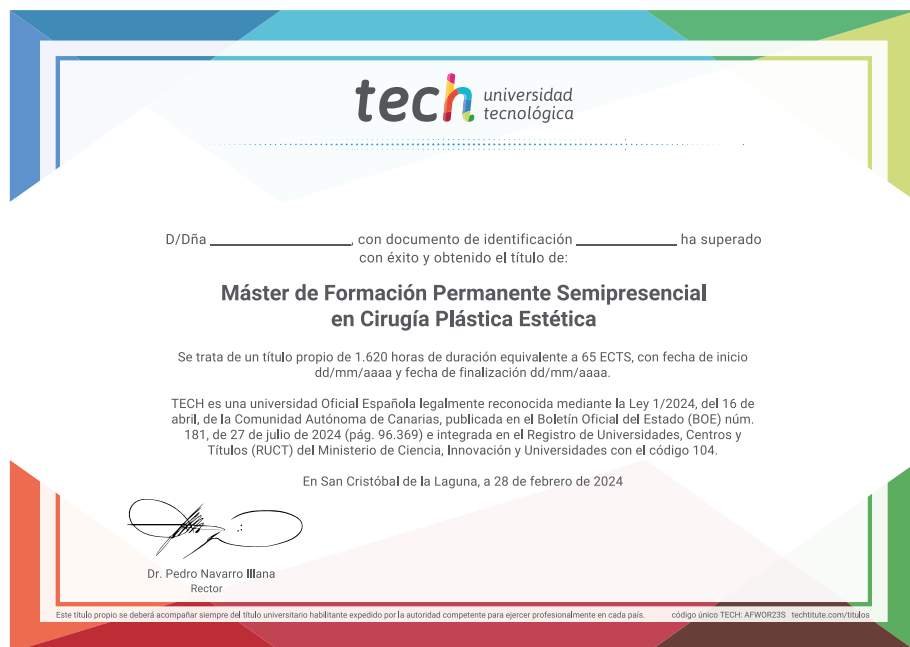 tech universidad
tecnológica
D/Dña ______________, con documento de identificación __________ ha superado
con éxito y obtenido el título de:
Máster de Formación Permanente Semipresencial
en Cirugía Plástica Estética
Se trata de un título propio de 1.620 horas de duración equivalente a 65 ECTS, con fecha de inicio
dd/mm/aaaa y fecha de finalización dd/mm/aaaa.
TECH es una universidad Oficial Española legalmente reconocida mediante la Ley 1/2024, del 16 de
abril, de la Comunidad Autónoma de Canarias, publicada en el Boletín Oficial del Estado (BOE) núm.
181, de 27 de julio de 2024 (pág. 96.369) e integrada en el Registro de Universidades, Centros y
Títulos (RUCT) del Ministerio de Ciencia, Innovación y Universidades con el código 104.
En San Cristóbal de la Laguna, a 28 de febrero de 2024
Dr. Pedro Navarro Illana
Rector
Este título propio se deberá acompañar siempre del título universitario habilitante expedido por la autoridad competente para ejercer profesionalmente en cada país. código único TECH: AFWOR23S techtitute.com/titulos